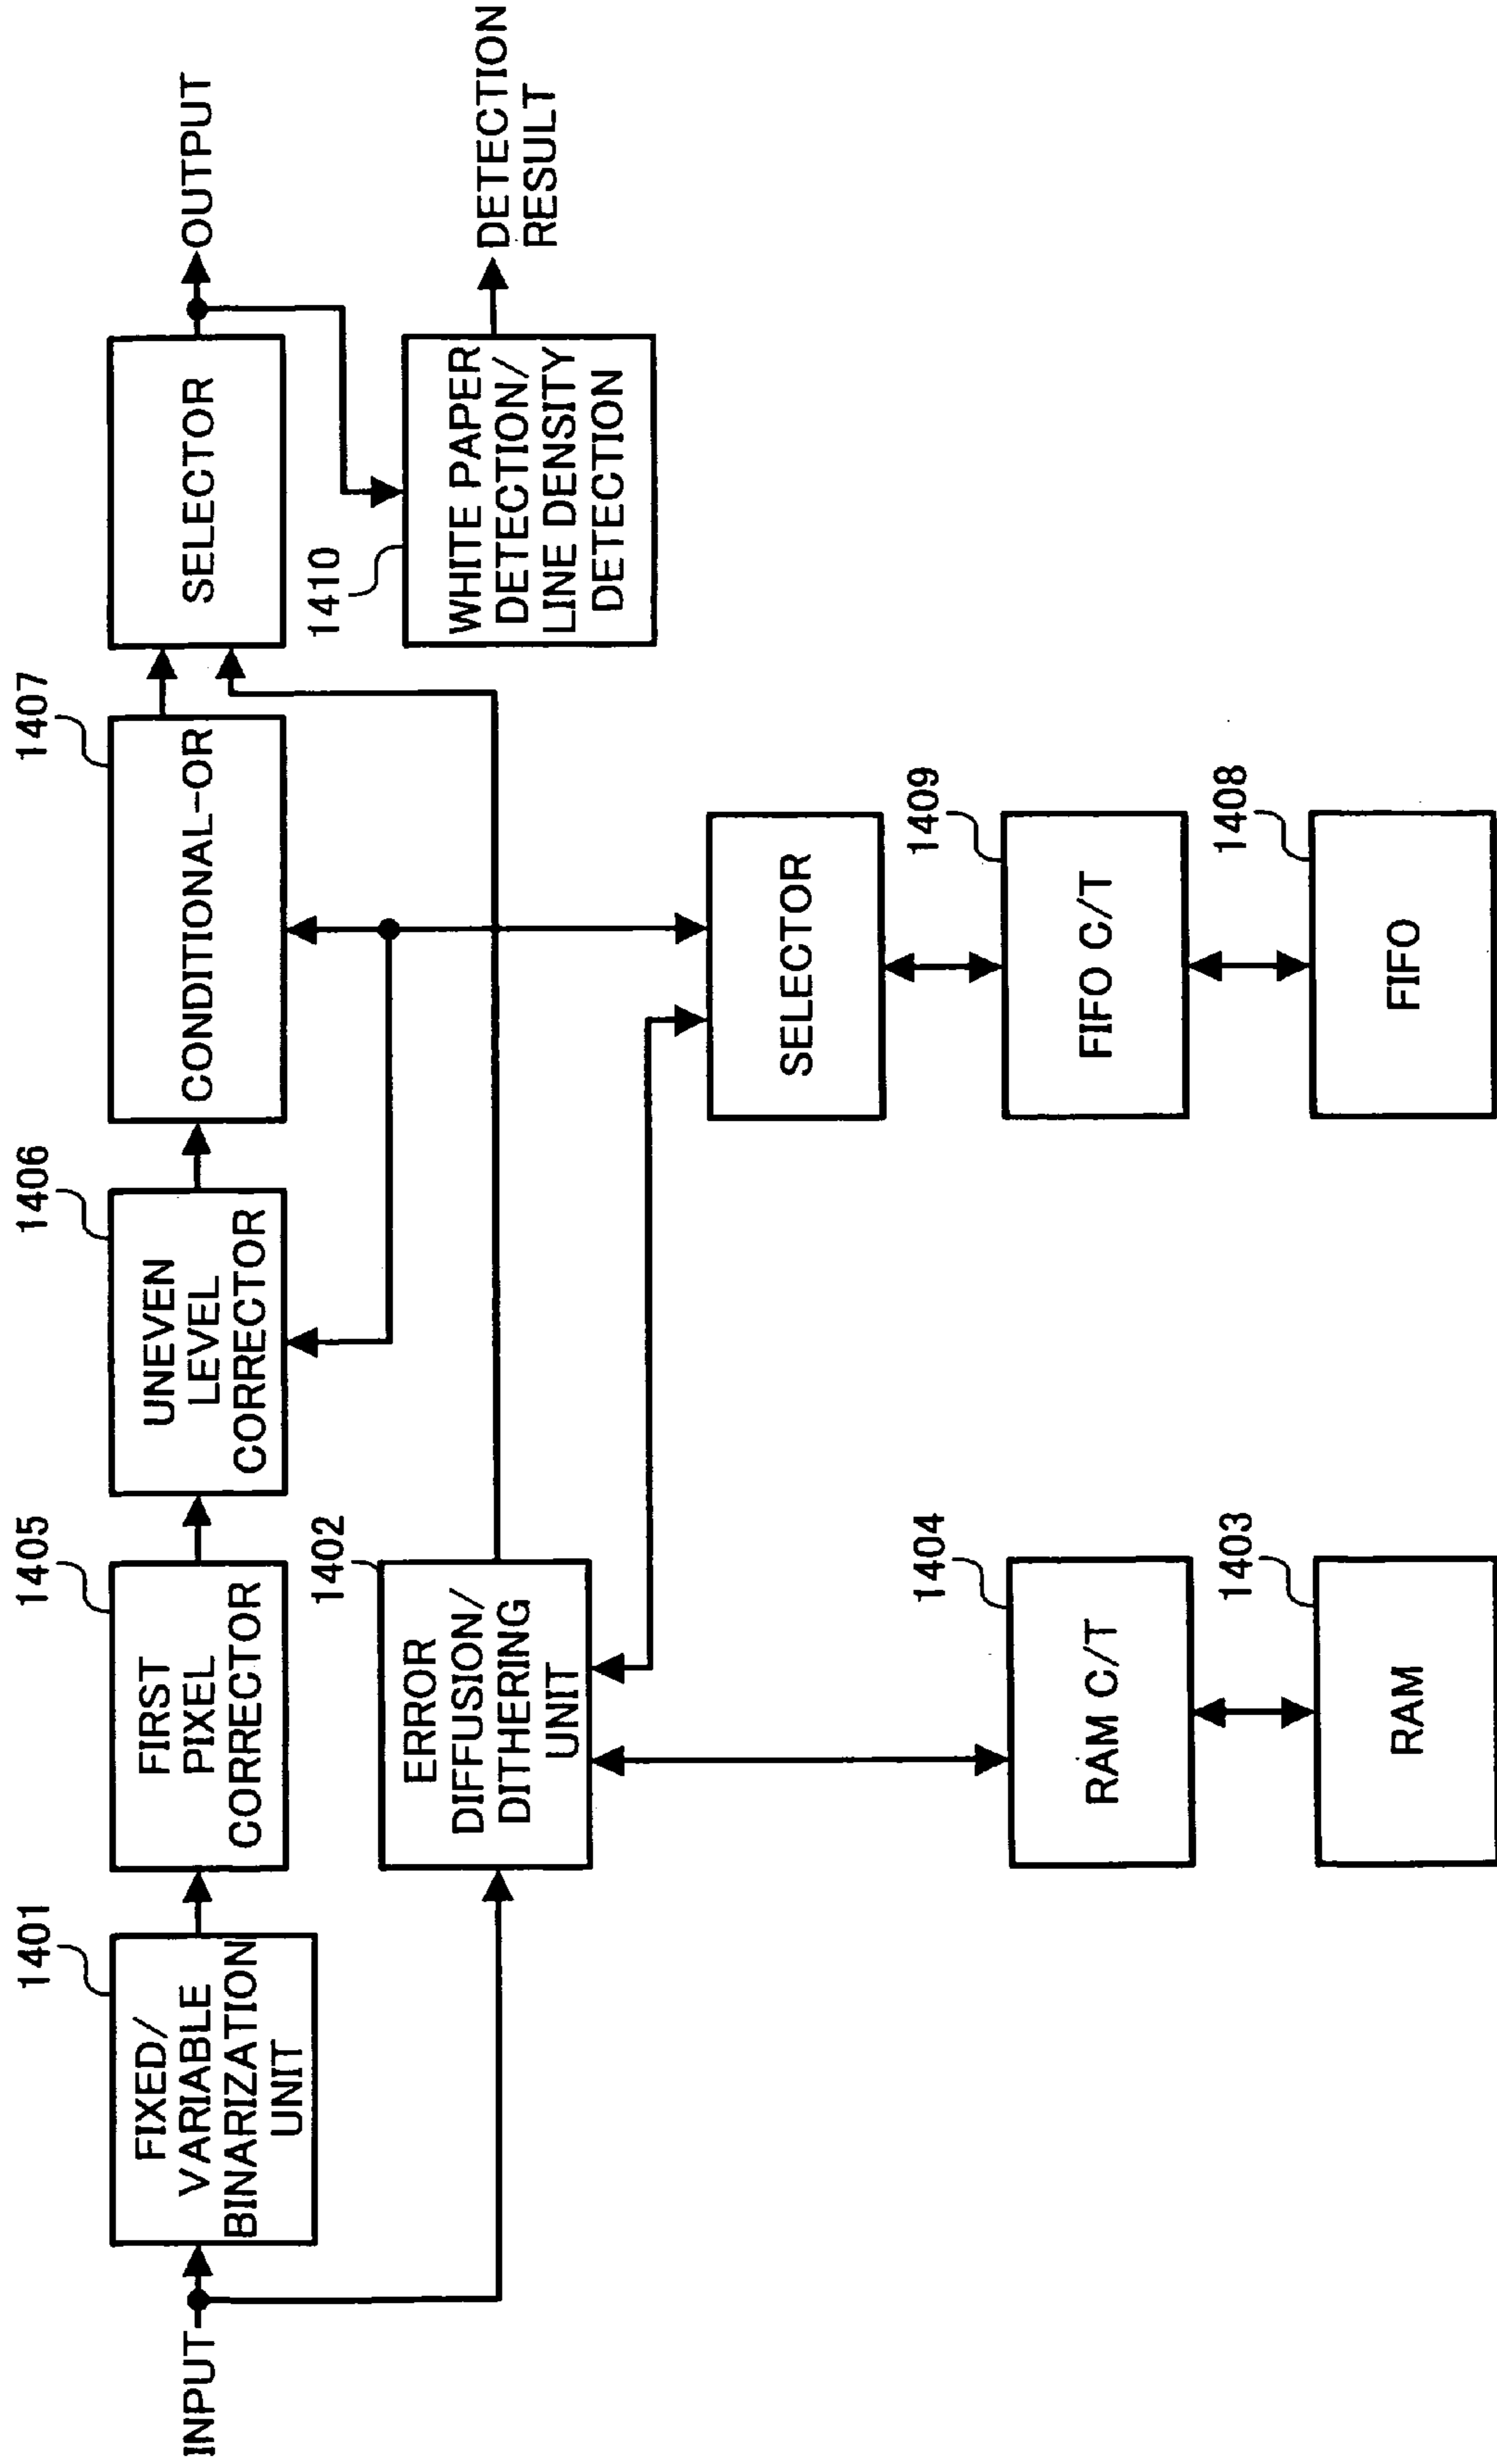 INPUT
1401
FIXED/
VARIABLE
BINARIZATION
UNIT
1405
FIRST
PIXEL
CORRECTOR
1406
UNEVEN
LEVEL
CORRECTOR
1407
CONDITIONAL-OR
SELECTOR
OUTPUT
1402
ERROR
DIFFUSION/
DITHERING
UNIT
1410
WHITE PAPER
DETECTION/
LINE DENSITY
DETECTION
DETECTION
RESULT
SELECTOR
1404
RAM C/T
1409
FIFO C/T
1403
RAM
1408
FIFO